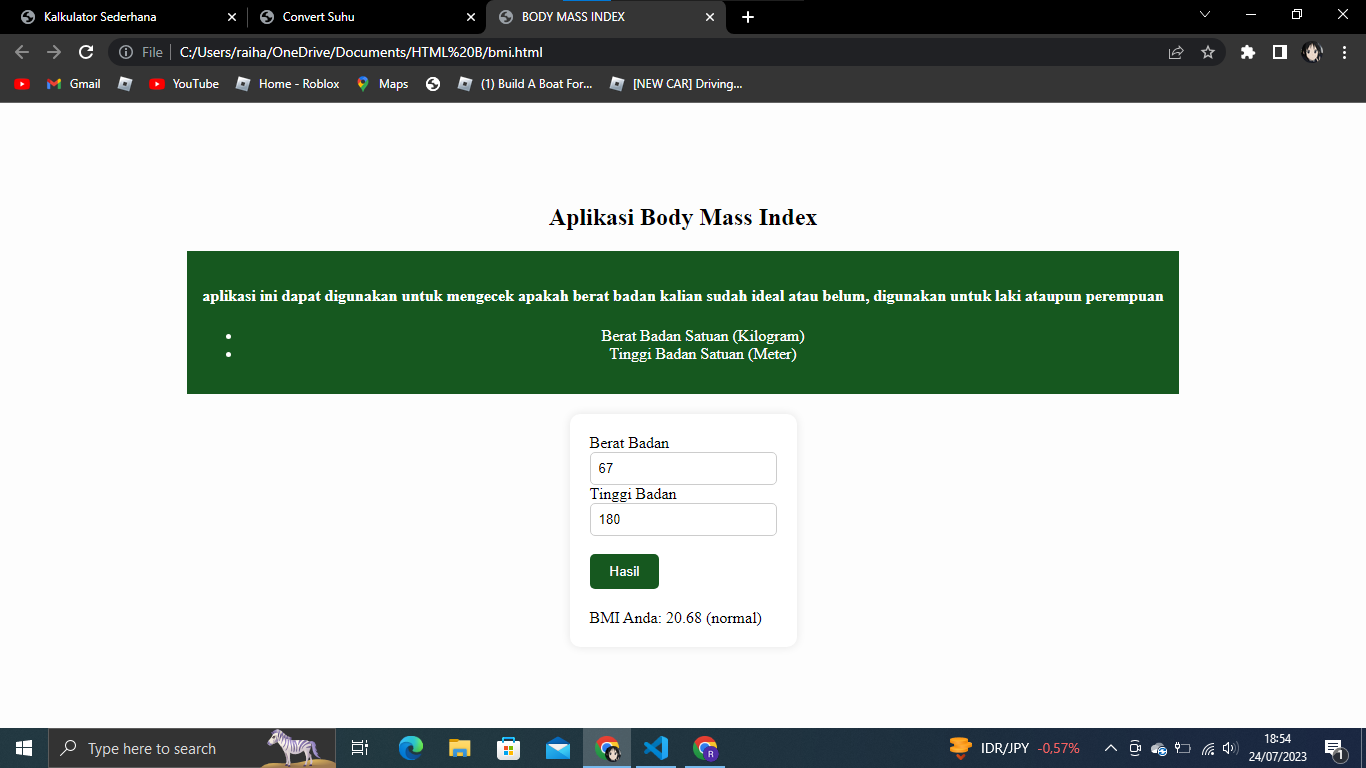 Kalkulator Sederhana
Convert Suhu
BODY MASS INDEX
File
C:/Users/raiha/OneDrive/Documents/HTML%20B/bmi.html
Gmail
YouTube
Home - Roblox
Maps
(1) Build A Boat For...
[NEW CAR] Driving...
Aplikasi Body Mass Index
aplikasi ini dapat digunakan untuk mengecek apakah berat badan kalian sudah ideal atau belum, digunakan untuk laki ataupun perempuan
• Berat Badan Satuan (Kilogram)
• Tinggi Badan Satuan (Meter)
Berat Badan
67
Tinggi Badan
180
Hasil
BMI Anda: 20.68 (normal)
Type here to search
R
IDR/JPY -0,57%
18:54
24/07/2023
1